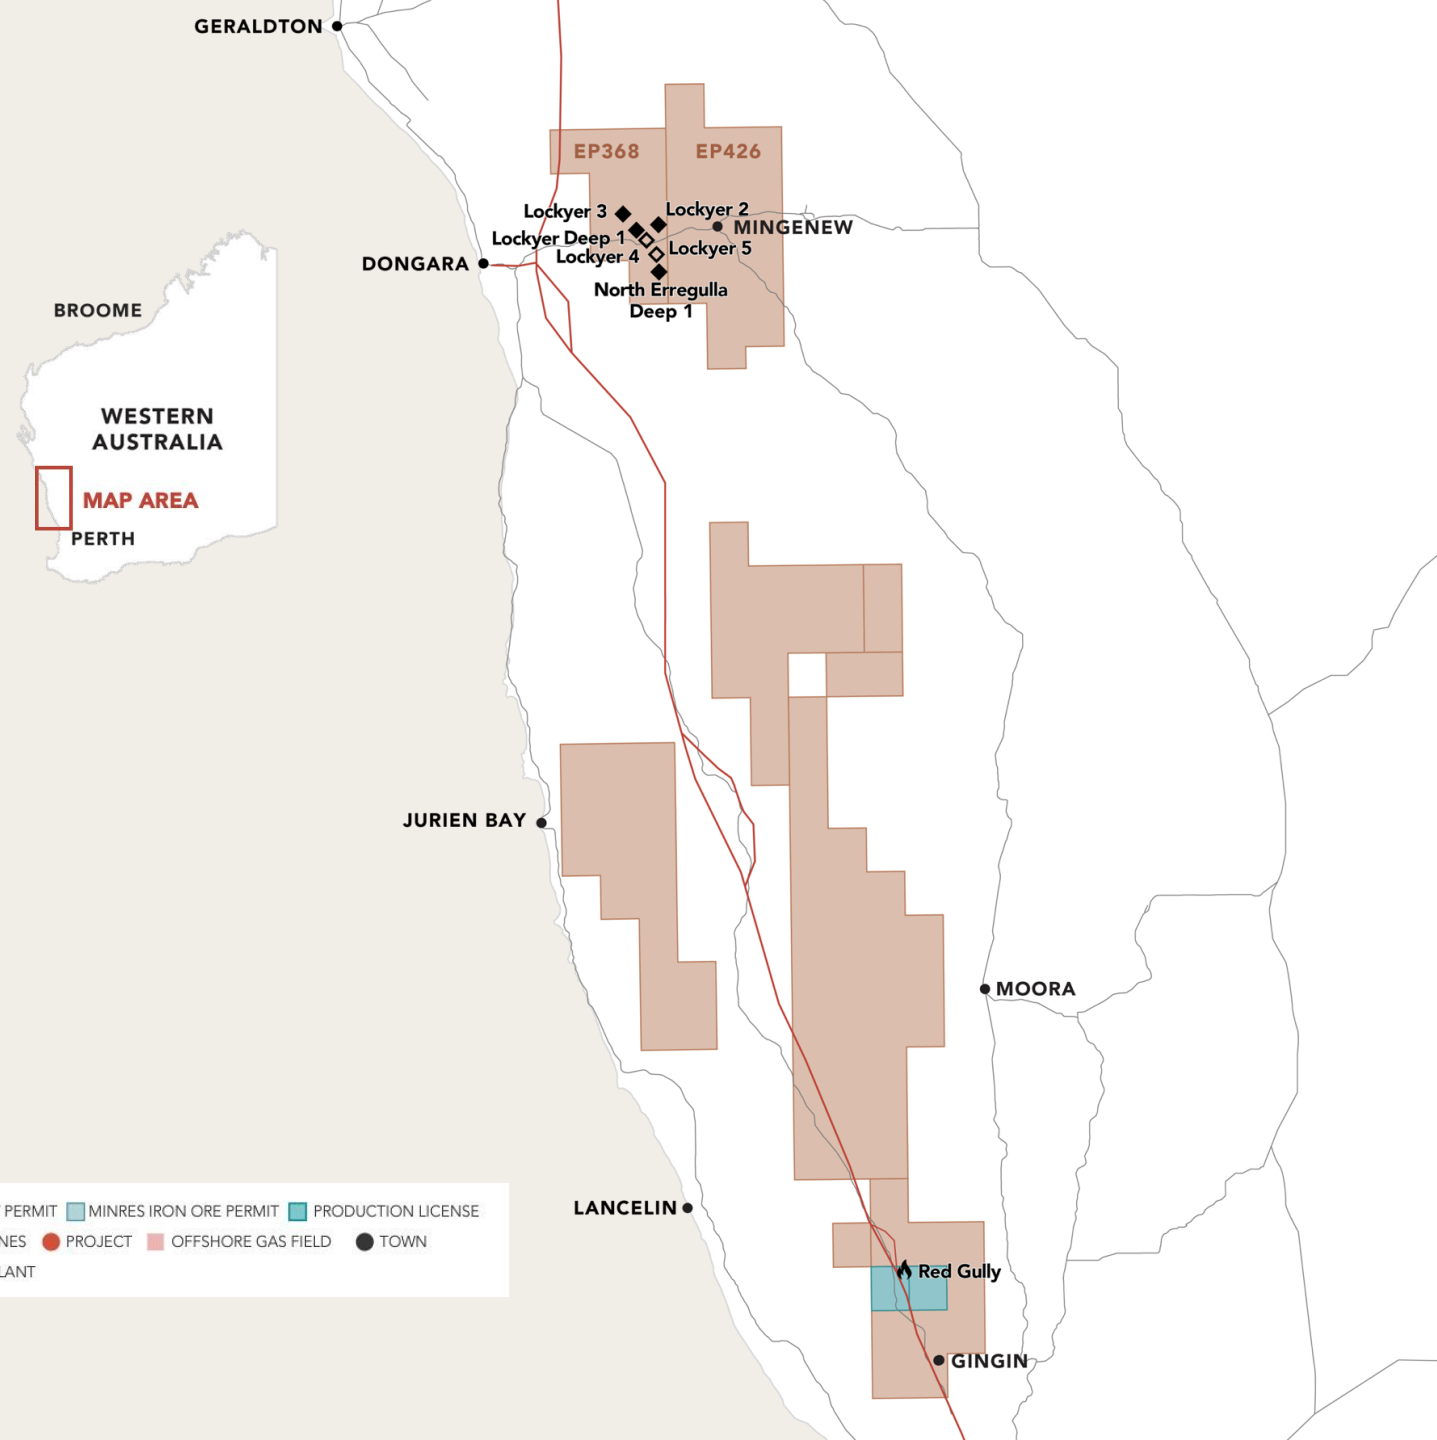 GERALDTON
EP368
EP426
Lockyer 3
Lockyer 2
Lockyer Deep 1
MINGENEW
Lockyer 4
Lockyer 5
DONGARA
North Erregulla
Deep 1
BROOME
WESTERN
AUSTRALIA
MAP AREA
PERTH
JURIEN BAY
MOORA
LANCELIN
PERMIT
MINRES IRON ORE PERMIT
PRODUCTION LICENSE
NES
PROJECT
OFFSHORE GAS FIELD
TOWN
LANT
Red Gully
GINGIN